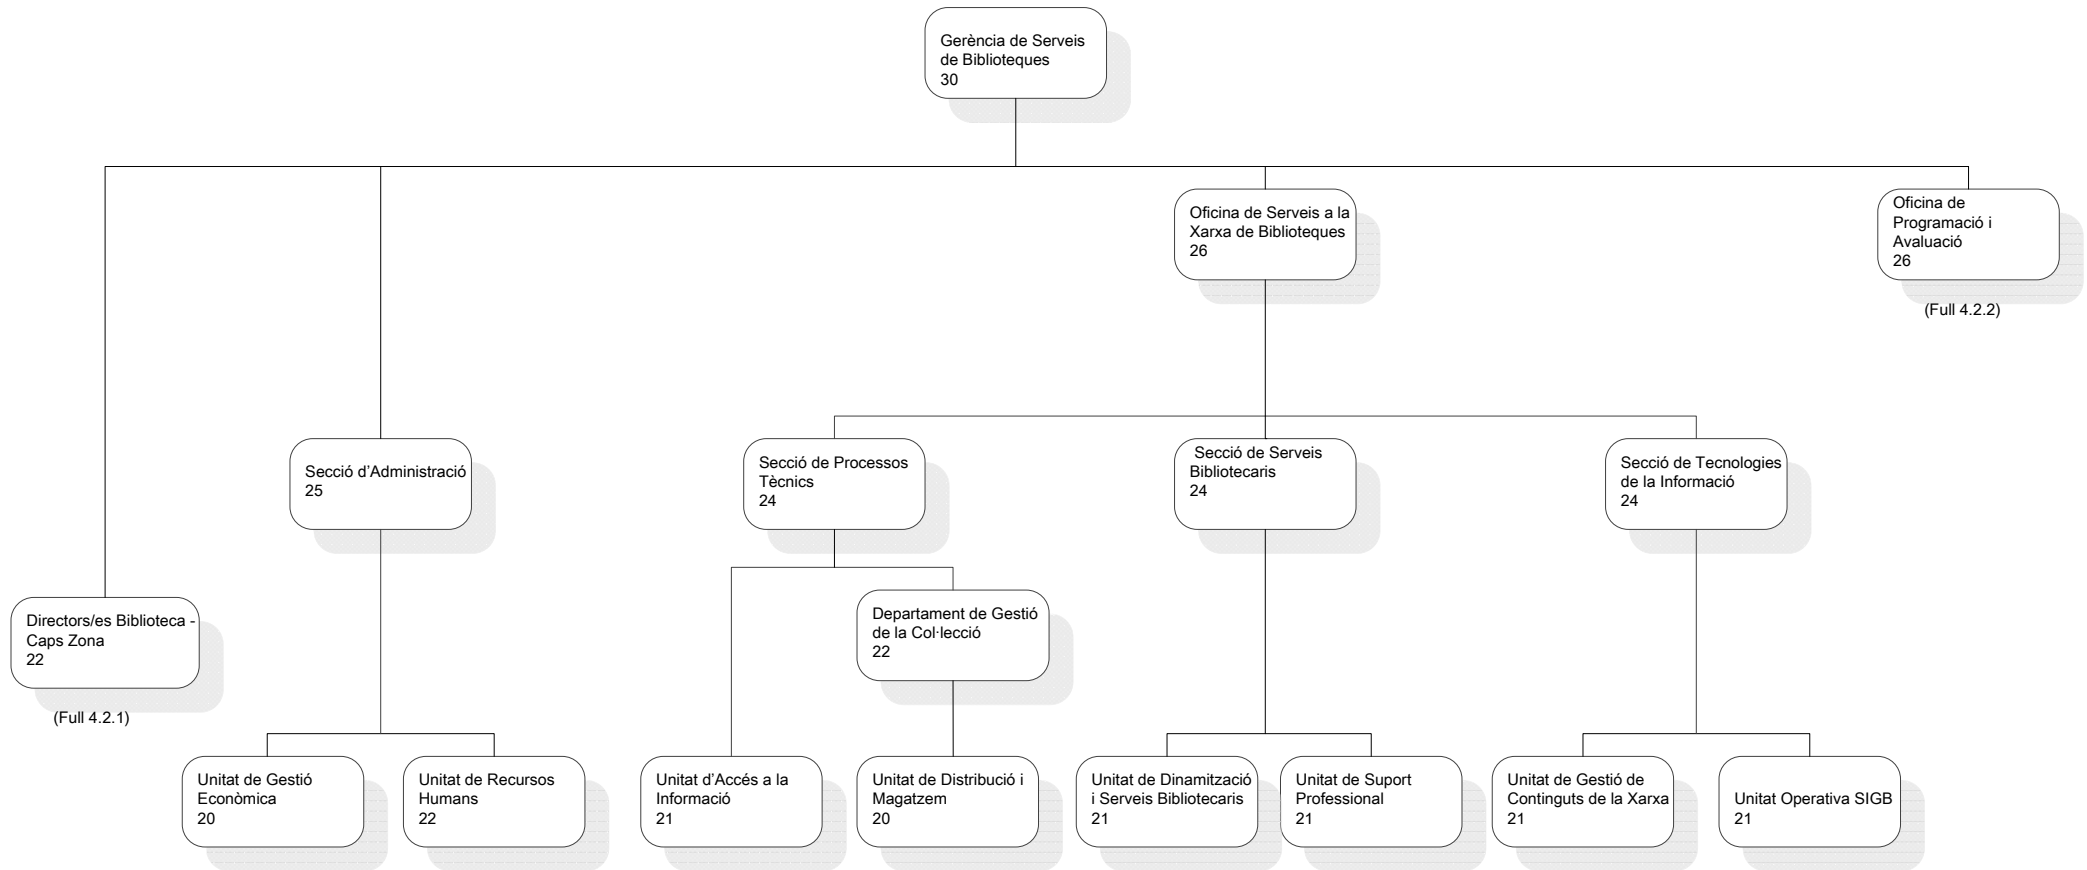 Gerència de Serveis
de Biblioteques
30
Oficina de Serveis a la
Xarxa de Biblioteques
26
Oficina de
Programació i
Avaluació
26
(Full 4.2.2)
Secció d’Administració
25
Secció de Processos
Tècnics
24
Secció de Serveis
Bibliotecaris
24
Secció de Tecnologies
de la Informació
24
Directors/es Biblioteca -
Caps Zona
22
(Full 4.2.1)
Departament de Gestió
de la Col·lecció
22
Unitat de Gestió
Econòmica
20
Unitat de Recursos
Humans
22
Unitat d’Accés a la
Informació
21
Unitat de Distribució i
Magatzem
20
Unitat de Dinamització
i Serveis Bibliotecaris
21
Unitat de Suport
Professional
21
Unitat de Gestió de
Continguts de la Xarxa
21
Unitat Operativa SIGB
21